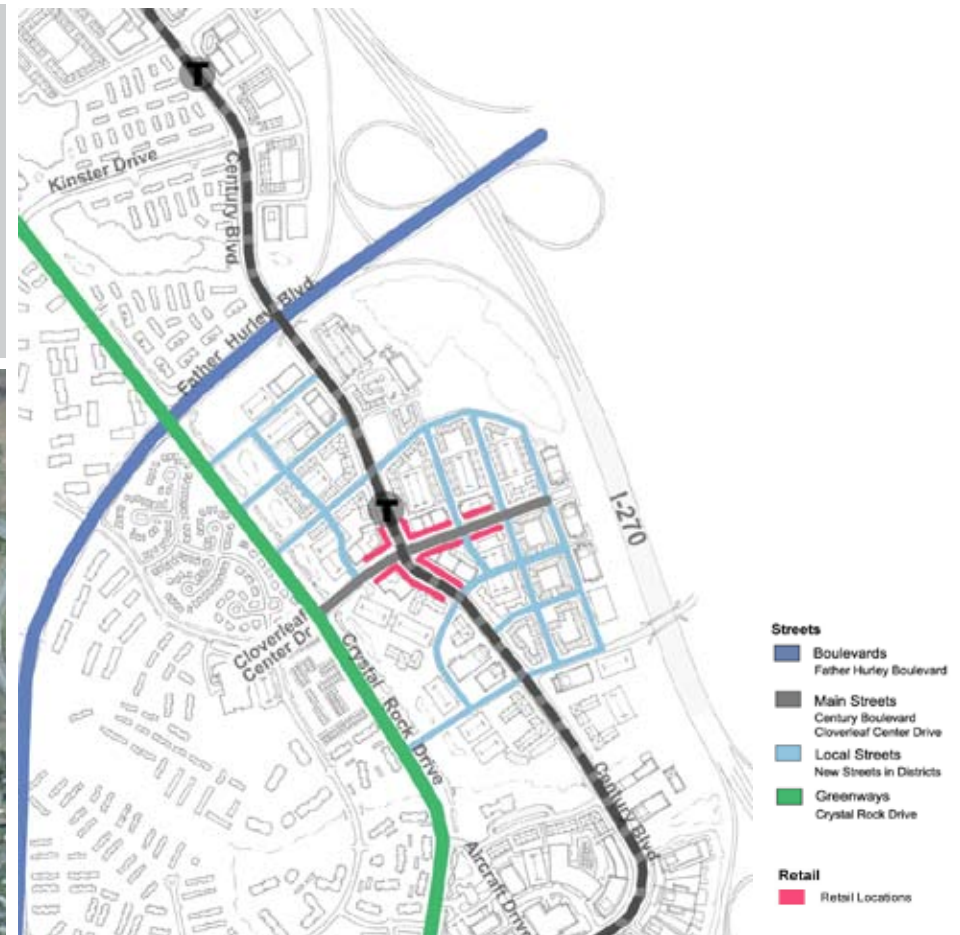 T
Kinster Drive
Century Blvd.
Father Hurley Blvd.
T
I-270
Cloverleaf
Center Dr
Crystal Rock Drive
Century Blvd
Aircraft Drive
Streets
Boulevards
Father Hurley Boulevard
Main Streets
Century Boulevard
Cloverleaf Center Drive
Local Streets
New Streets in Districts
Greenways
Crystal Rock Drive
Retail
Retail Locations